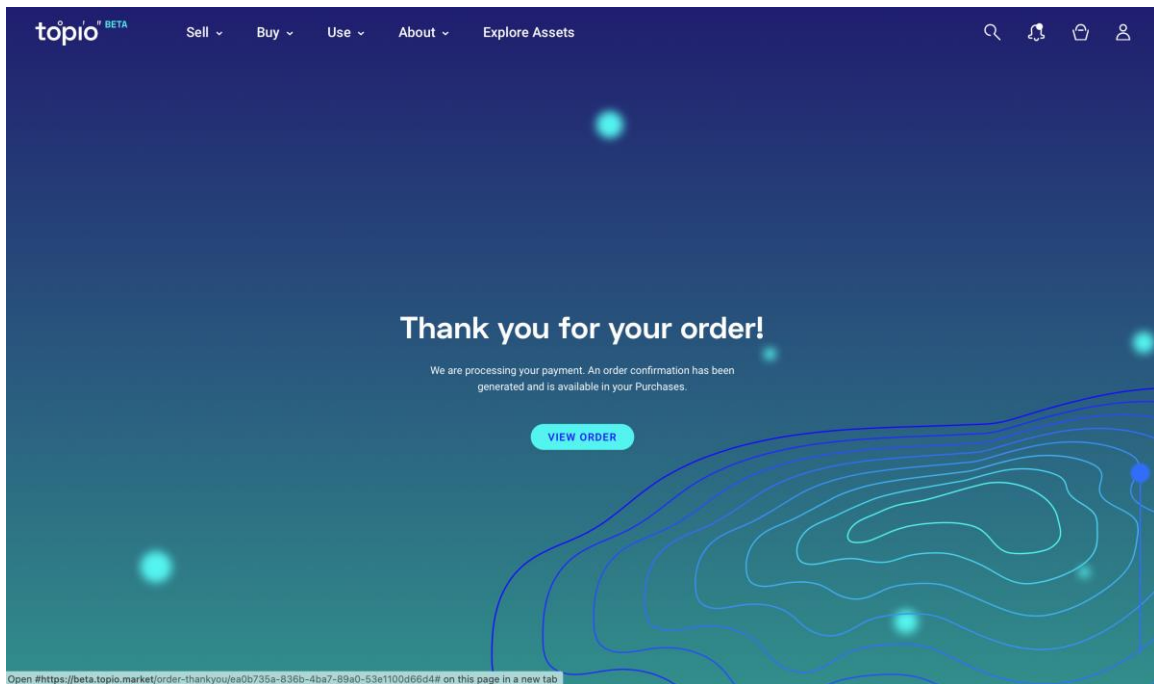 topio" BETA
Sell
Buy
Use
About
Explore Assets
Thank you for your order!
We are processing your payment. An order confirmation has been
generated and is available in your Purchases.
VIEW ORDER
Open #https://beta.topio.market/order-thankyou/ea0b735a-836b-4ba7-89a0-53e1100d66d4# on this page in a new tab